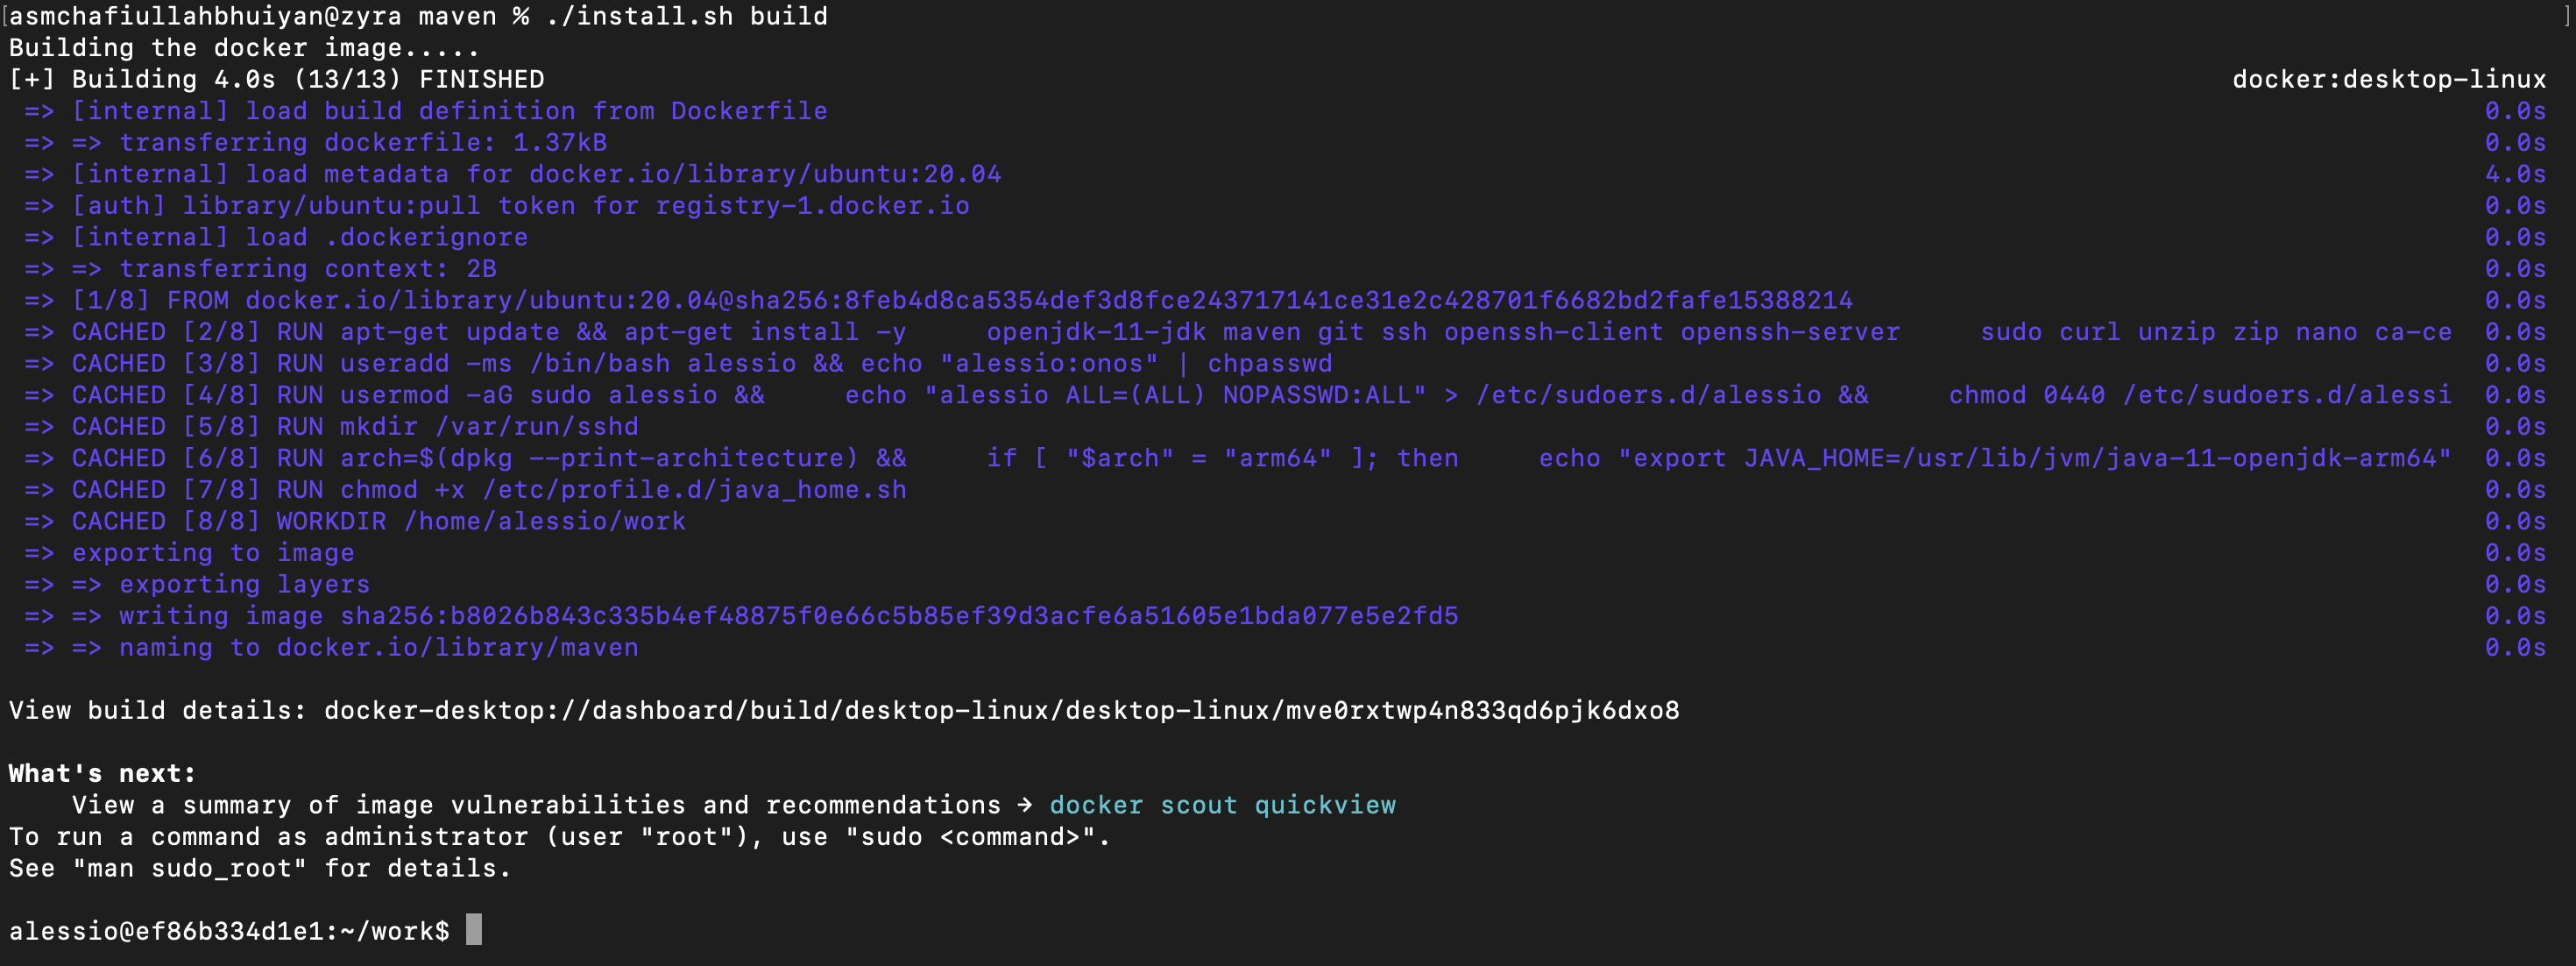 [asmchafiullahbhuiyan@zyra maven % ./install.sh build ]
Building the docker image.....
[+] Building 4.0s (13/13) FINISHED docker:desktop-linux
=> [internal] load build definition from Dockerfile 0.0s
=> => transferring dockerfile: 1.37kB 0.0s
=> [internal] load metadata for docker.io/library/ubuntu:20.04 4.0s
=> [auth] library/ubuntu:pull token for registry-1.docker.io 0.0s
=> [internal] load .dockerignore 0.0s
=> => transferring context: 2B 0.0s
=> [1/8] FROM docker.io/library/ubuntu:20.04@sha256:8feb4d8ca5354def3d8fce243717141ce31e2c428701f6682bd2fafe15388214 0.0s
=> CACHED [2/8] RUN apt-get update && apt-get install -y     openjdk-11-jdk maven git ssh openssh-client openssh-server     sudo curl unzip zip nano ca-ce 0.0s
=> CACHED [3/8] RUN useradd -ms /bin/bash alessio && echo "alessio:onos" | chpasswd 0.0s
=> CACHED [4/8] RUN usermod -aG sudo alessio &&     echo "alessio ALL=(ALL) NOPASSWD:ALL" > /etc/sudoers.d/alessio &&     chmod 0440 /etc/sudoers.d/alessi 0.0s
=> CACHED [5/8] RUN mkdir /var/run/sshd 0.0s
=> CACHED [6/8] RUN arch=$(dpkg --print-architecture) &&     if [ "$arch" = "arm64" ]; then     echo "export JAVA_HOME=/usr/lib/jvm/java-11-openjdk-arm64" 0.0s
=> CACHED [7/8] RUN chmod +x /etc/profile.d/java_home.sh 0.0s
=> CACHED [8/8] WORKDIR /home/alessio/work 0.0s
=> exporting to image 0.0s
=> => exporting layers 0.0s
=> => writing image sha256:b8026b843c335b4ef48875f0e66c5b85ef39d3acfe6a51605e1bda077e5e2fd5 0.0s
=> => naming to docker.io/library/maven 0.0s
View build details: docker-desktop://dashboard/build/desktop-linux/desktop-linux/mve0rxtwp4n833qd6pjk6dxo8
What's next:
View a summary of image vulnerabilities and recommendations → docker scout quickview
To run a command as administrator (user "root"), use "sudo <command>".
See "man sudo_root" for details.
alessio@ef86b334d1e1:~/work$